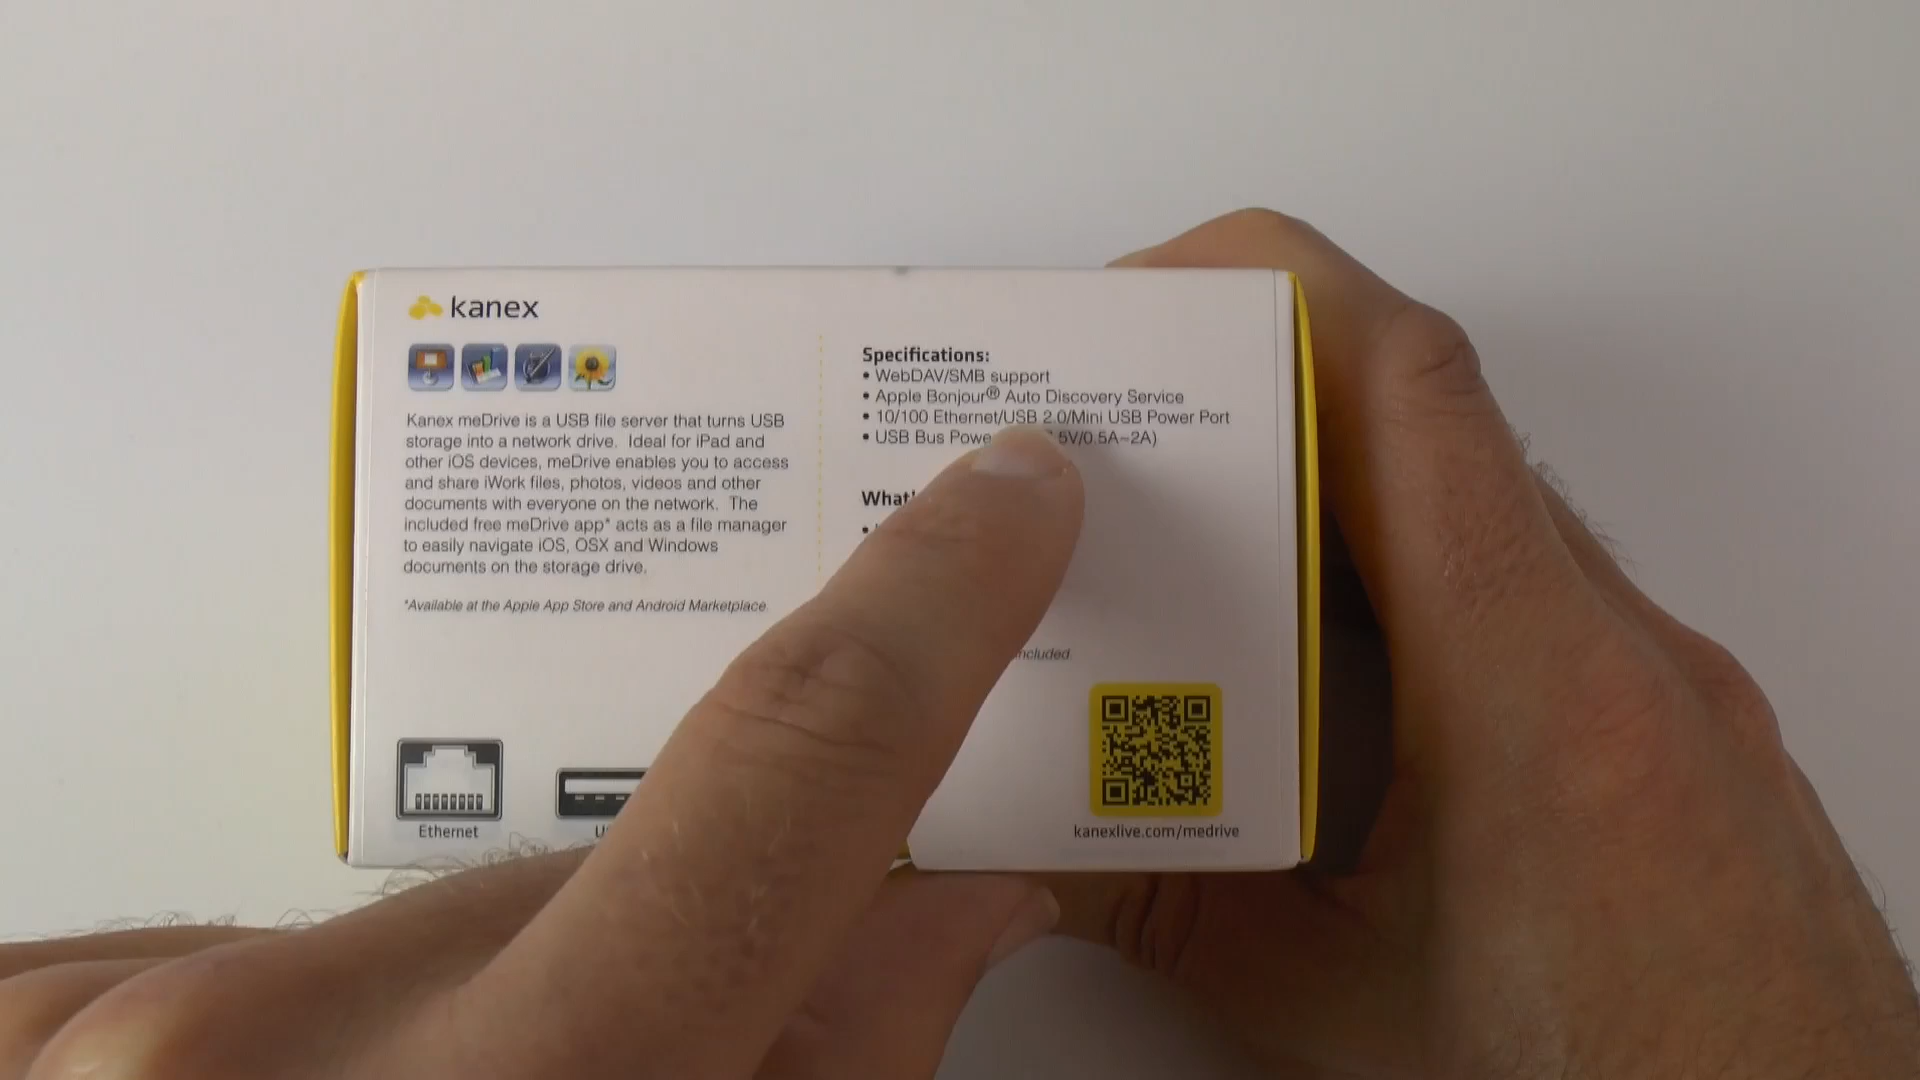 kanex
Kanex meDrive is a USB file server that turns USB
storage into a network drive. Ideal for iPad and
other iOS devices, meDrive enables you to access
and share iWork files, photos, videos and other
documents with everyone on the network. The
included free meDrive app* acts as a file manager
to easily navigate iOS, OSX and Windows
documents on the storage drive.
*Available at the Apple App Store and Android Marketplace.
Ethernet
Specifications:
• WebDAV/SMB support
• Apple Bonjour® Auto Discovery Service
• 10/100 Ethernet/USB 2.0/Mini USB Power Port
• USB Bus 5V/0.5A~2A)
included.
kanexlive.com/medrive